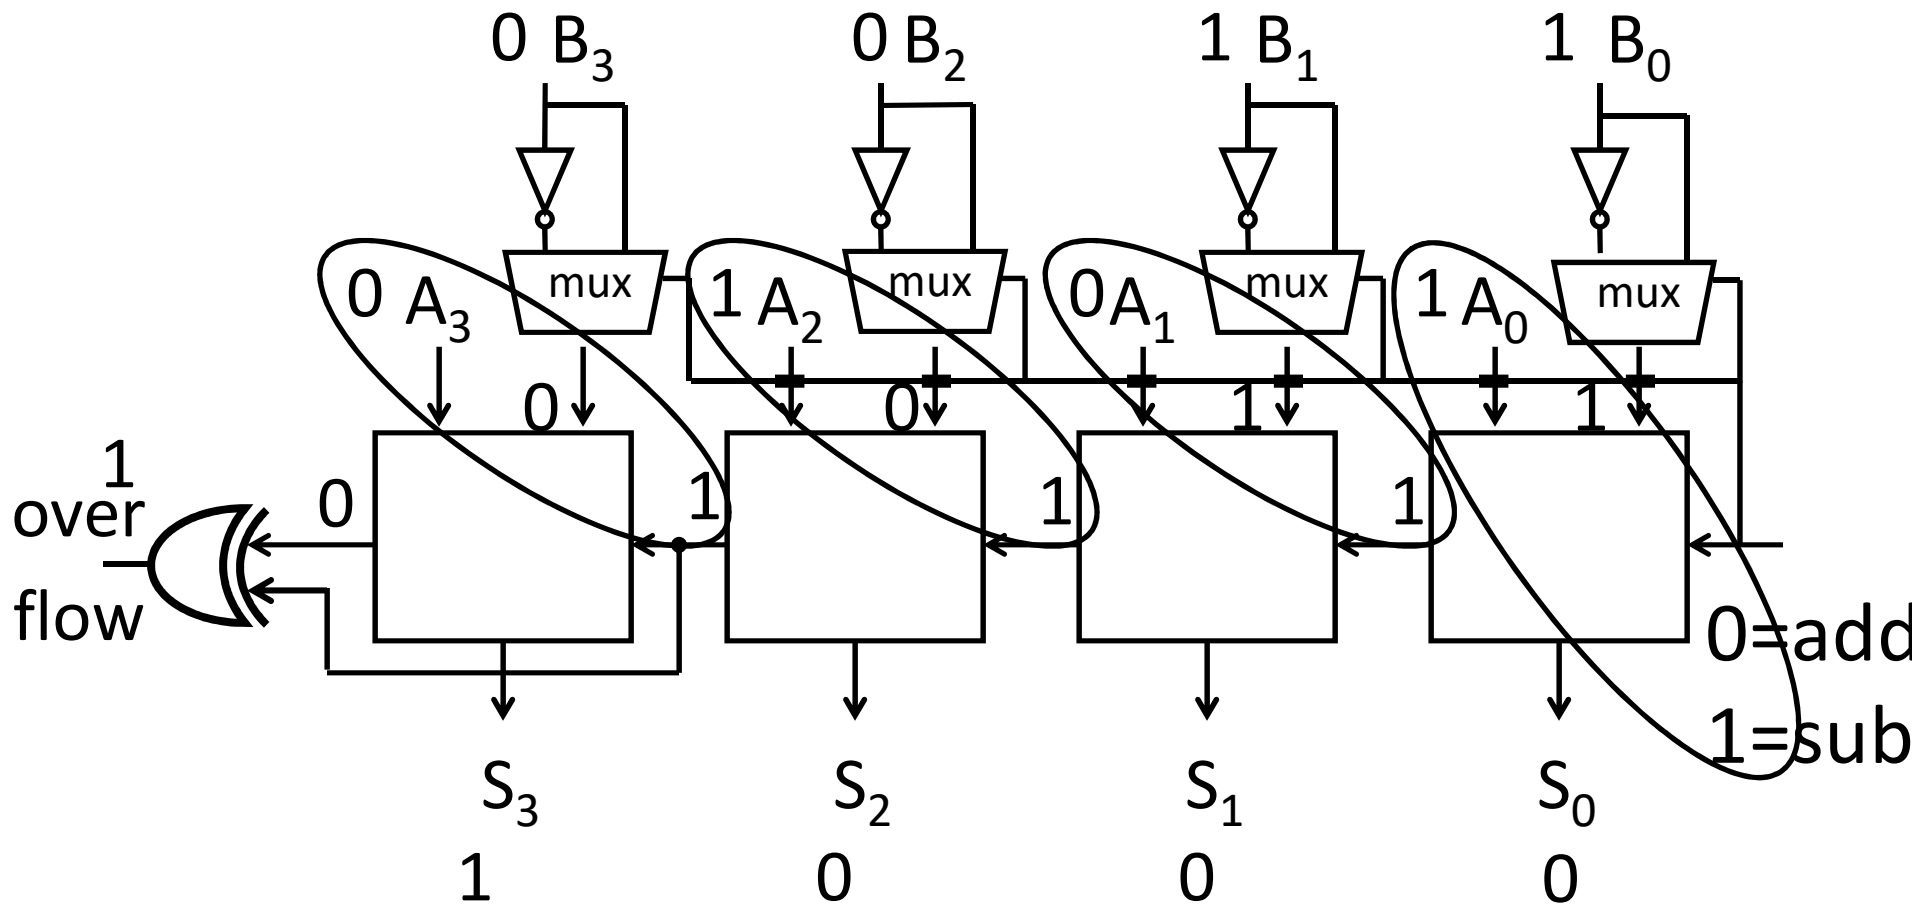 0 B₃ 0 B₂ 1 B₁ 1 B₀
mux mux mux mux
0 A₃ 1 A₂ 0 A₁ 1 A₀
0 0 1 1
1
over 0 1 1 1
flow
0=add
1=sub
S₃ S₂ S₁ S₀
1 0 0 0